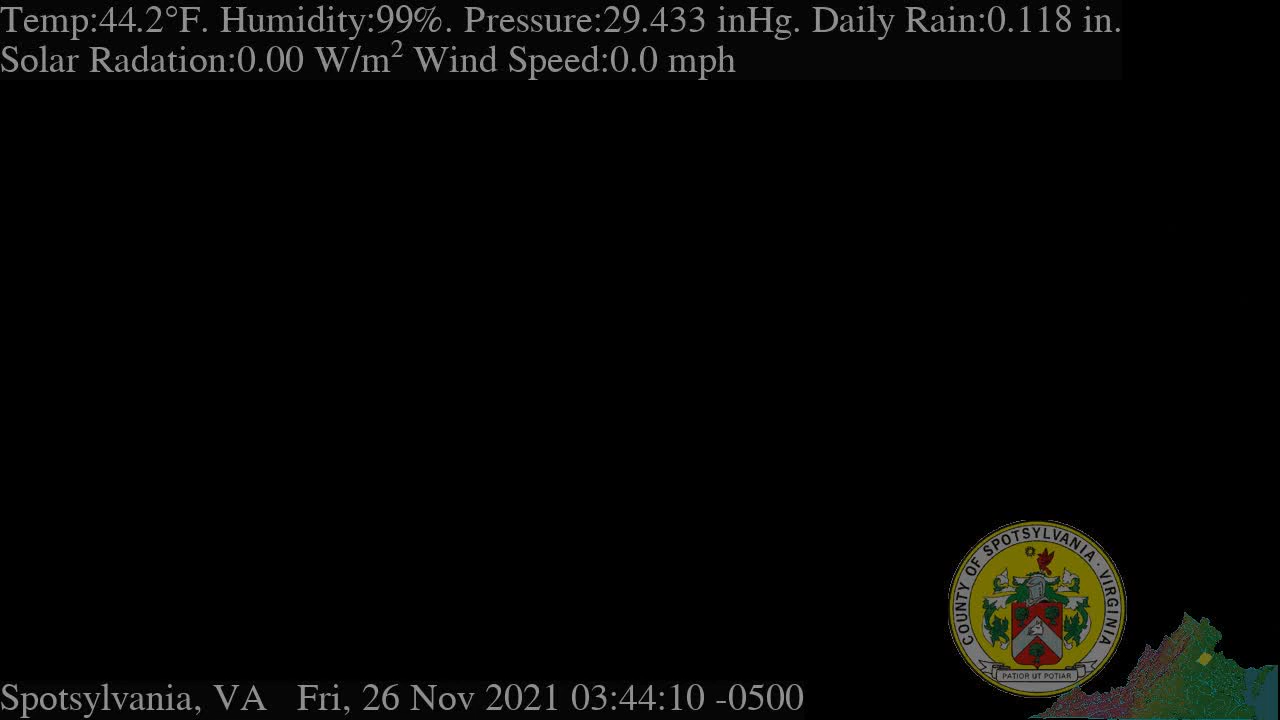 Temp:44.2°F. Humidity:99%. Pressure:29.433 inHg. Daily Rain:0.118 in.
Solar Radation:0.00 W/m² Wind Speed:0.0 mph
COUNTY OF SPOTSYLVANIA · VIRGINIA
PATIOR UT POTIAR
Spotsylvania, VA Fri, 26 Nov 2021 03:44:10 -0500